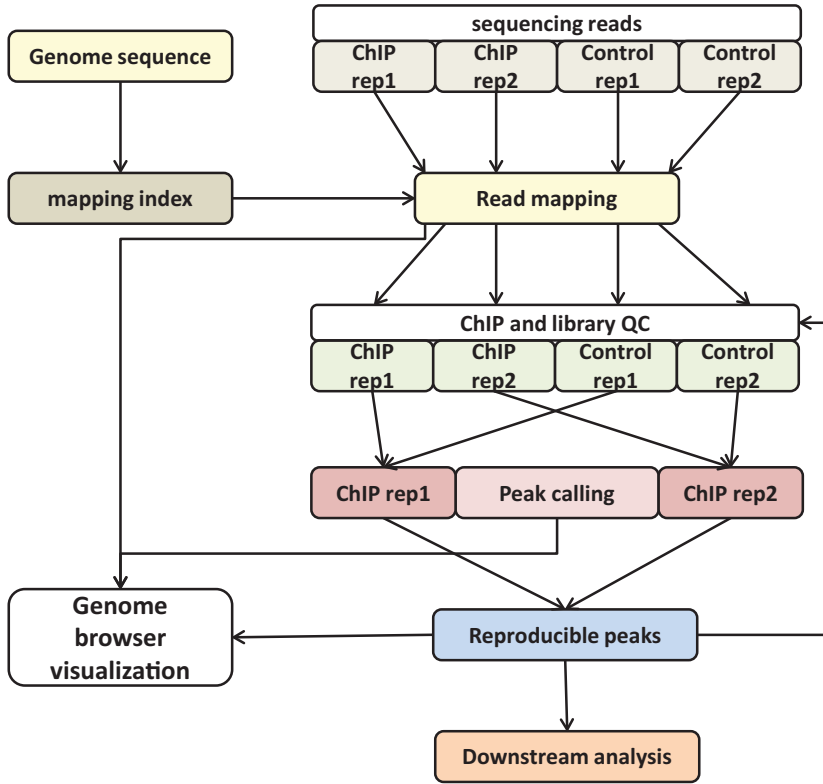 sequencing reads
Genome sequence
ChIP rep1
ChIP rep2
Control rep1
Control rep2
mapping index
Read mapping
ChIP and library QC
ChIP rep1
ChIP rep2
Control rep1
Control rep2
ChIP rep1
Peak calling
ChIP rep2
Genome
browser
visualization
Reproducible peaks
Downstream analysis